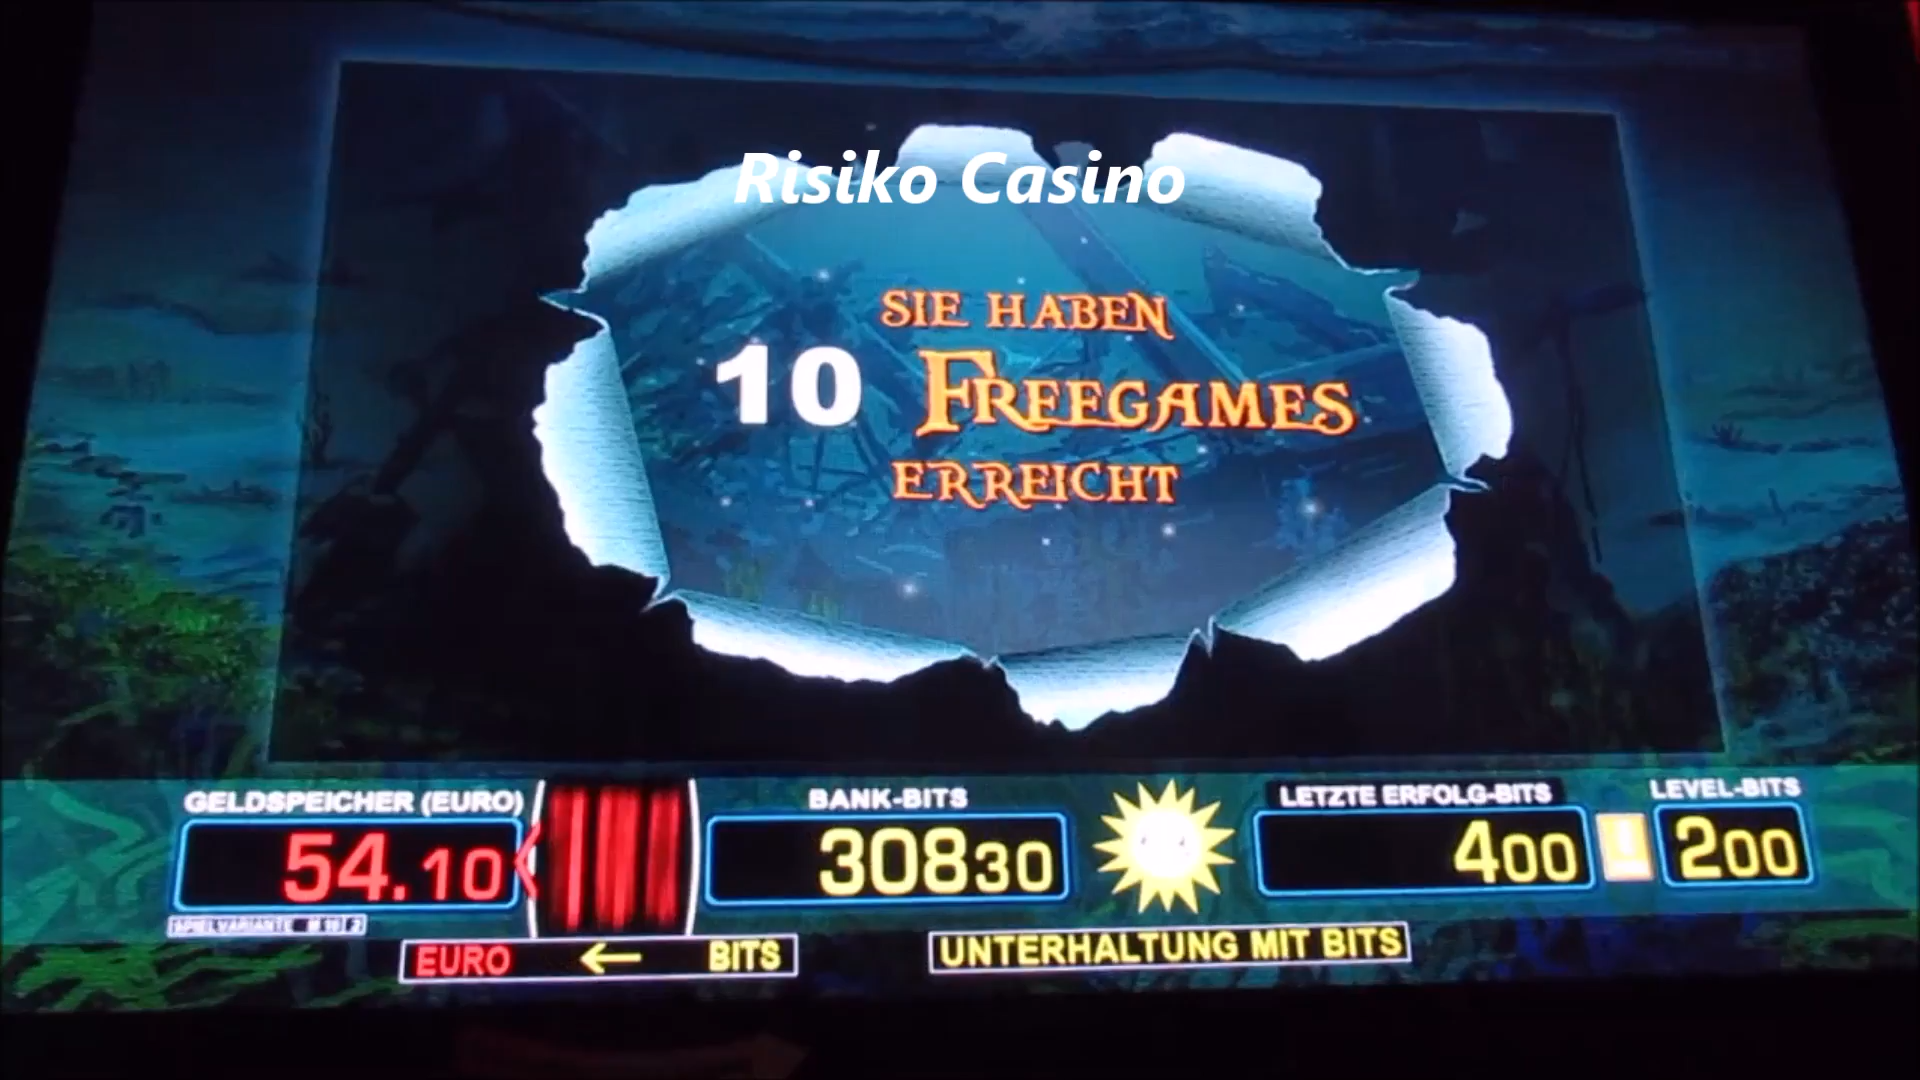 Risiko Casino
SIE HABEN
10 FREEGAMES
ERREICHT
GELDSPEICHER (EURO)
BANK-BITS
LETZTE ERFOLG-BITS
LEVEL-BITS
54.10
30830
400
200
SPIELVARIANTE
EURO ← BITS
UNTERHALTUNG MIT BITS